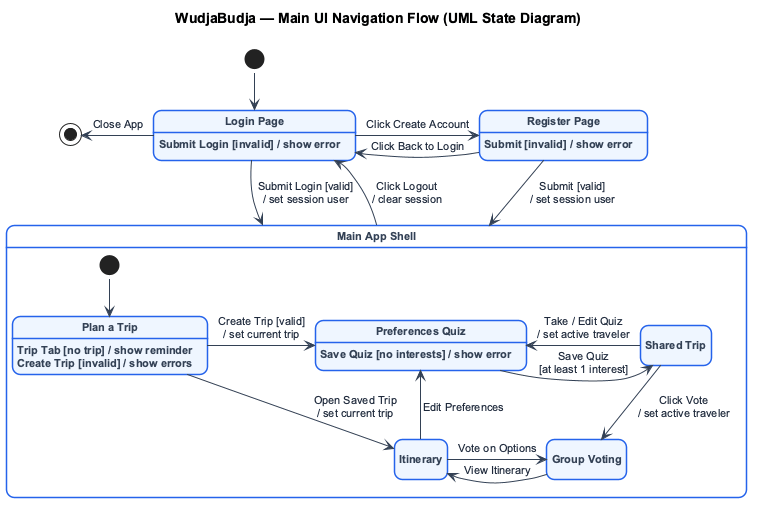 WudjaBudja — Main UI Navigation Flow (UML State Diagram)
Close App
Login Page
Submit Login [invalid] / show error
Click Create Account
Click Back to Login
Register Page
Submit [invalid] / show error
Submit Login [valid]
/ set session user
Click Logout
/ clear session
Submit [valid]
/ set session user
Main App Shell
Plan a Trip
Trip Tab [no trip] / show reminder
Create Trip [invalid] / show errors
Create Trip [valid]
/ set current trip
Preferences Quiz
Save Quiz [no interests] / show error
Take / Edit Quiz
/ set active traveler
Save Quiz
[at least 1 interest]
Shared Trip
Open Saved Trip
/ set current trip
Edit Preferences
Click Vote
/ set active traveler
Itinerary
Vote on Options
View Itinerary
Group Voting